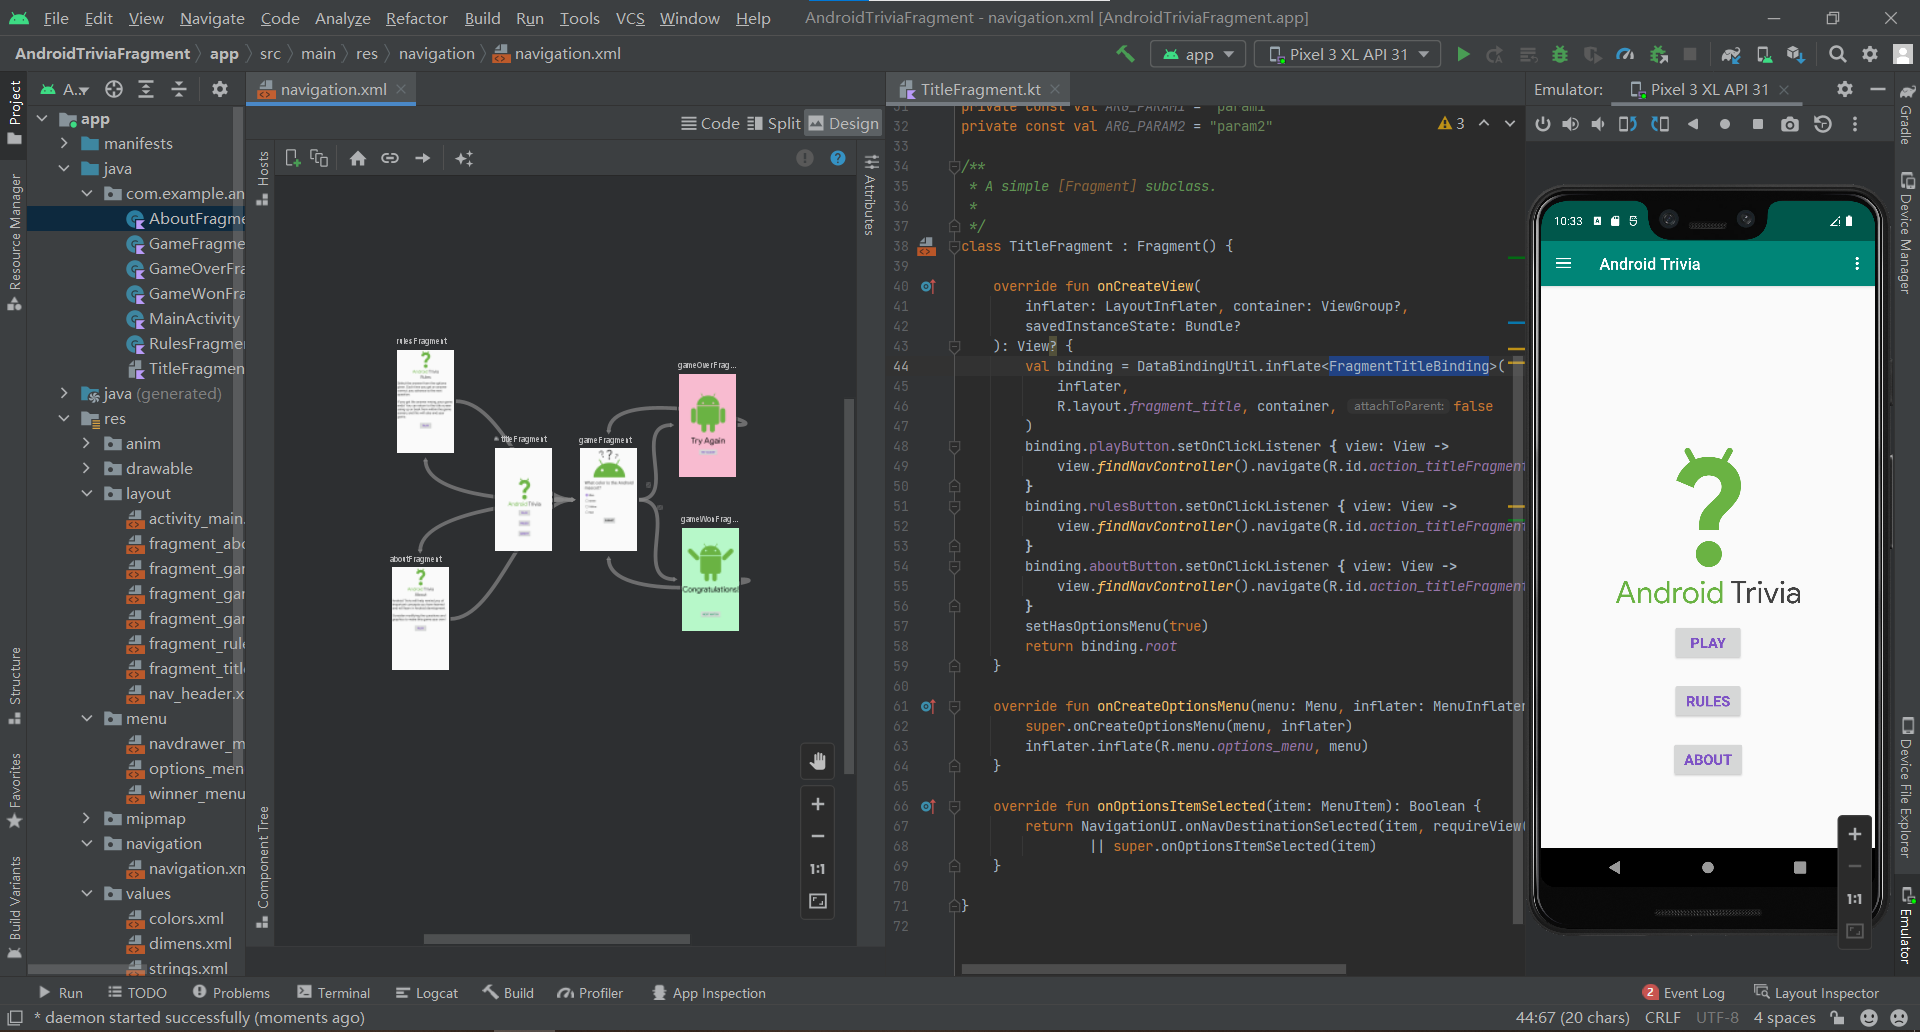 File Edit View Navigate Code Analyze Refactor Build Run Tools VCS Window Help AndroidTriviaFragment - navigation.xml [AndroidTriviaFragment.app]
AndroidTriviaFragment app src main res navigation navigation.xml app Pixel 3 XL API 31
A.. navigation.xml TitleFragment.kt Emulator: Pixel 3 XL API 31
Project
Resource Manager
Structure
Favorites
Build Variants
app
manifests
java
com.example.an
AboutFragme
GameFragme
GameOverFra
GameWonFra
MainActivity
RulesFragmer
TitleFragmen
java (generated)
res
anim
drawable
layout
activity_main.
fragment_abo
fragment_gar
fragment_gar
fragment_gar
fragment_rule
fragment_title
nav_header.x
menu
navdrawer_m
options_men
winner_menu
mipmap
navigation
navigation.xm
values
colors.xml
dimens.xml
strings.xml
Code Split Design
Hosts
Component Tree
Attributes
rulesFragment
titleFragment
gameFragment
gameOverFrag...
Try Again
gameWonFrag...
Congratulations!
aboutFragment
Android Trivia
1:1
3
31 private const val ARG_PARAM1 = "param1"
32 private const val ARG_PARAM2 = "param2"
33
34 /**
35 * A simple [Fragment] subclass.
36 *
37 */
38 class TitleFragment : Fragment() {
39
40 override fun onCreateView(
41 inflater: LayoutInflater, container: ViewGroup?,
42 savedInstanceState: Bundle?
43 ): View? {
44 val binding = DataBindingUtil.inflate<FragmentTitleBinding>(
45 inflater,
46 R.layout.fragment_title, container, attachToParent: false
47 )
48 binding.playButton.setOnClickListener { view: View ->
49 view.findNavController().navigate(R.id.action_titleFragment
50 }
51 binding.rulesButton.setOnClickListener { view: View ->
52 view.findNavController().navigate(R.id.action_titleFragment
53 }
54 binding.aboutButton.setOnClickListener { view: View ->
55 view.findNavController().navigate(R.id.action_titleFragment
56 }
57 setHasOptionsMenu(true)
58 return binding.root
59 }
60
61 override fun onCreateOptionsMenu(menu: Menu, inflater: MenuInflater
62 super.onCreateOptionsMenu(menu, inflater)
63 inflater.inflate(R.menu.options_menu, menu)
64 }
65
66 override fun onOptionsItemSelected(item: MenuItem): Boolean {
67 return NavigationUI.onNavDestinationSelected(item, requireView(
68 || super.onOptionsItemSelected(item)
69 }
70
71 }
72
10:33
Android Trivia
Android Trivia
PLAY
RULES
ABOUT
1:1
Gradle
Device Manager
Device File Explorer
Emulator
Run TODO Problems Terminal Logcat Build Profiler App Inspection 2 Event Log Layout Inspector
* daemon started successfully (moments ago) 44:67 (20 chars) CRLF UTF-8 4 spaces